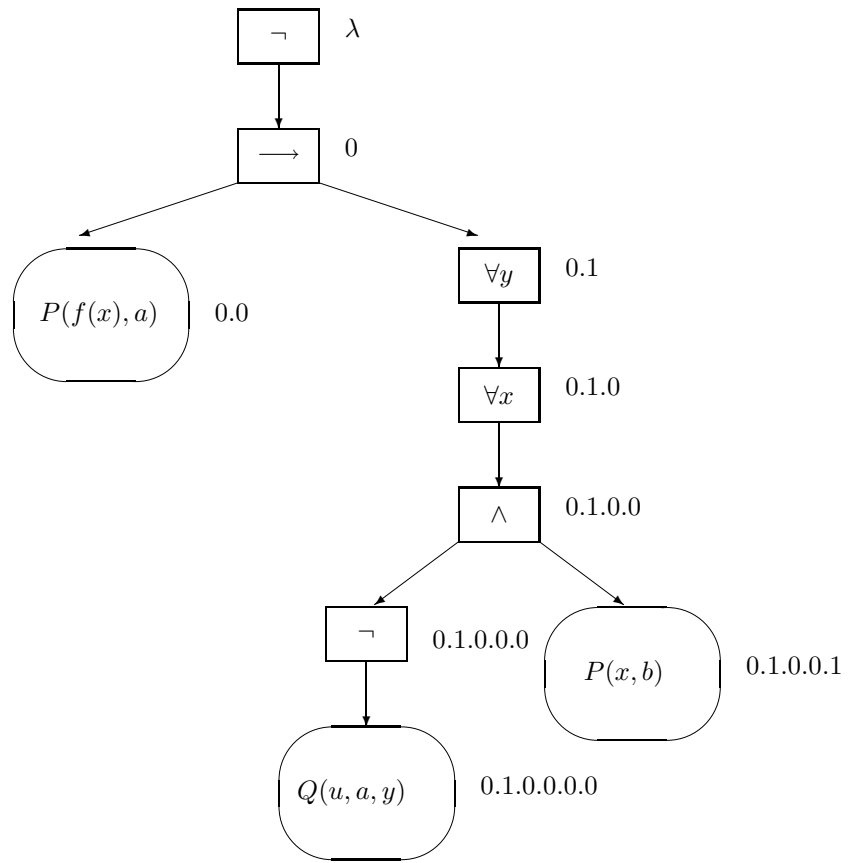 ¬ λ
⟶ 0
P(f(x), a) 0.0
∀y 0.1
∀x 0.1.0
∧ 0.1.0.0
¬ 0.1.0.0.0
P(x, b) 0.1.0.0.1
Q(u, a, y) 0.1.0.0.0.0